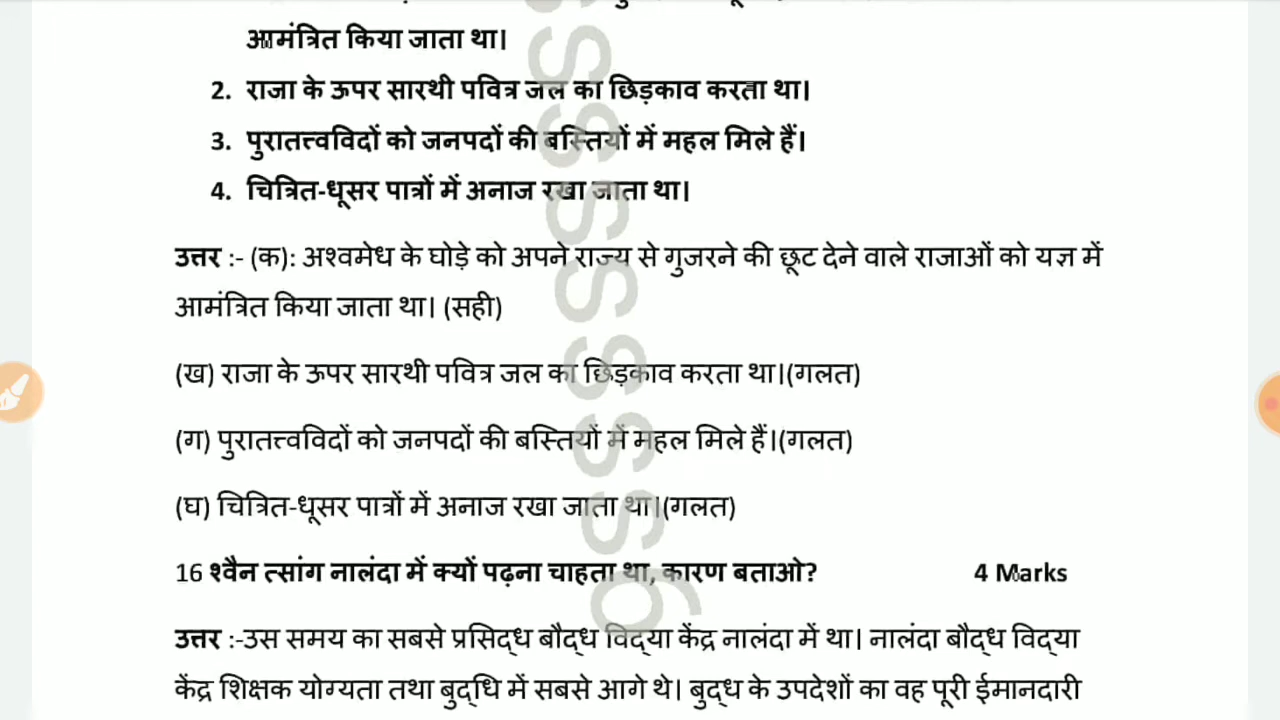 आमंत्रित किया जाता था।
2. राजा के ऊपर सारथी पवित्र जल का छिड़काव करता था।
3. पुरातत्त्वविदों को जनपदों की बस्तियों में महल मिले हैं।
4. चित्रित-धूसर पात्रों में अनाज रखा जाता था।
उत्तर :- (क): अश्वमेध के घोड़े को अपने राज्य से गुजरने की छूट देने वाले राजाओं को यज्ञ में
आमंत्रित किया जाता था। (सही)
(ख) राजा के ऊपर सारथी पवित्र जल का छिड़काव करता था।(गलत)
(ग) पुरातत्त्वविदों को जनपदों की बस्तियों में महल मिले हैं।(गलत)
(घ) चित्रित-धूसर पात्रों में अनाज रखा जाता था।(गलत)
16 श्वैन त्सांग नालंदा में क्यों पढ़ना चाहता था, कारण बताओ? 4 Marks
उत्तर :-उस समय का सबसे प्रसिद्ध बौद्ध विद्या केंद्र नालंदा में था। नालंदा बौद्ध विद्या
केंद्र शिक्षक योग्यता तथा बुद्धि में सबसे आगे थे। बुद्ध के उपदेशों का वह पूरी ईमानदारी